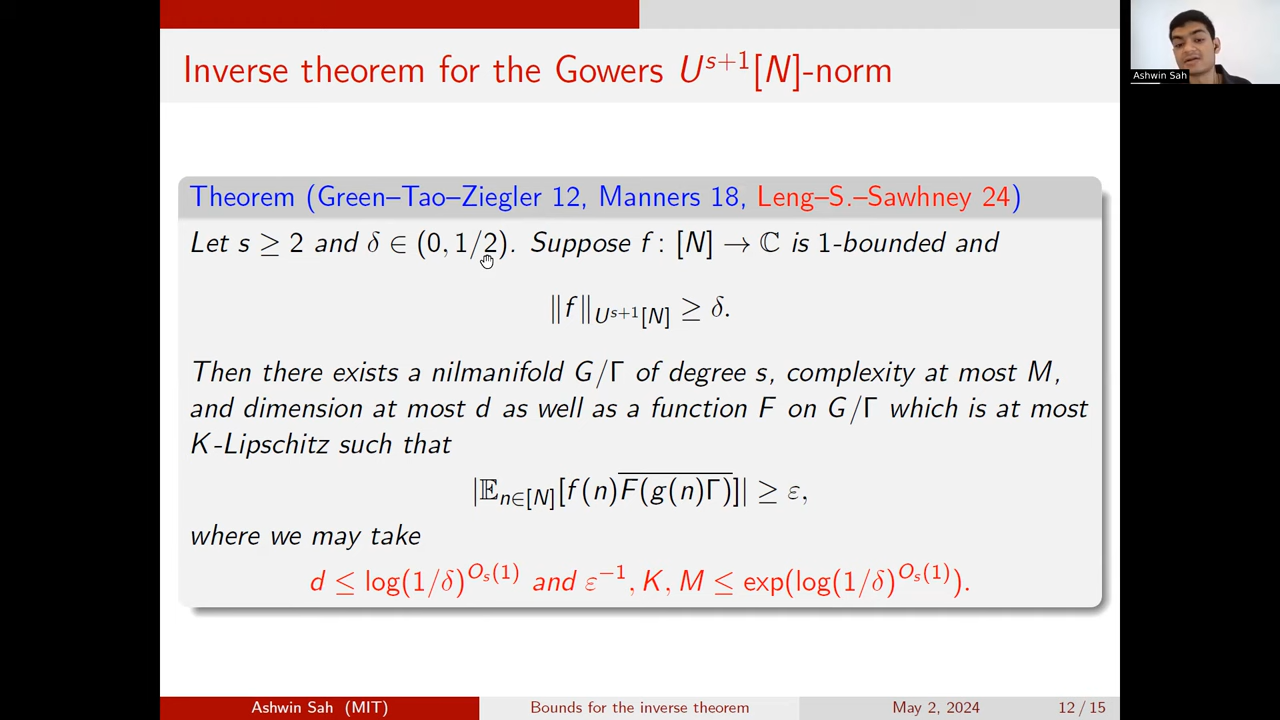 Inverse theorem for the Gowers U^{s+1}[N]-norm
Ashwin Sah
Theorem (Green–Tao–Ziegler 12, Manners 18, Leng–S.–Sawhney 24)
Let s ≥ 2 and δ ∈ (0, 1/2). Suppose f : [N] → ℂ is 1-bounded and
‖f‖_{U^{s+1}[N]} ≥ δ.
Then there exists a nilmanifold G/Γ of degree s, complexity at most M,
and dimension at most d as well as a function F on G/Γ which is at most
K-Lipschitz such that
|𝔼_{n∈[N]}[f(n)\overline{F(g(n)Γ)}]| ≥ ε,
where we may take
d ≤ log(1/δ)^{O_s(1)} and ε^{-1}, K, M ≤ exp(log(1/δ)^{O_s(1)}).
Ashwin Sah (MIT) Bounds for the inverse theorem May 2, 2024 12 / 15